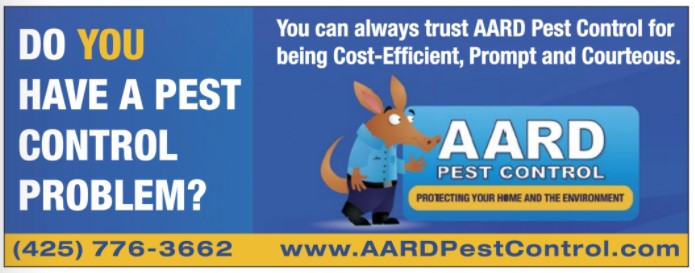 DO YOU
HAVE A PEST
CONTROL
PROBLEM?
You can always trust AARD Pest Control for
being Cost-Efficient, Prompt and Courteous.
AARD
PEST CONTROL
PROTECTING YOUR HOME AND THE ENVIRONMENT
(425) 776-3662
www.AARDPestControl.com